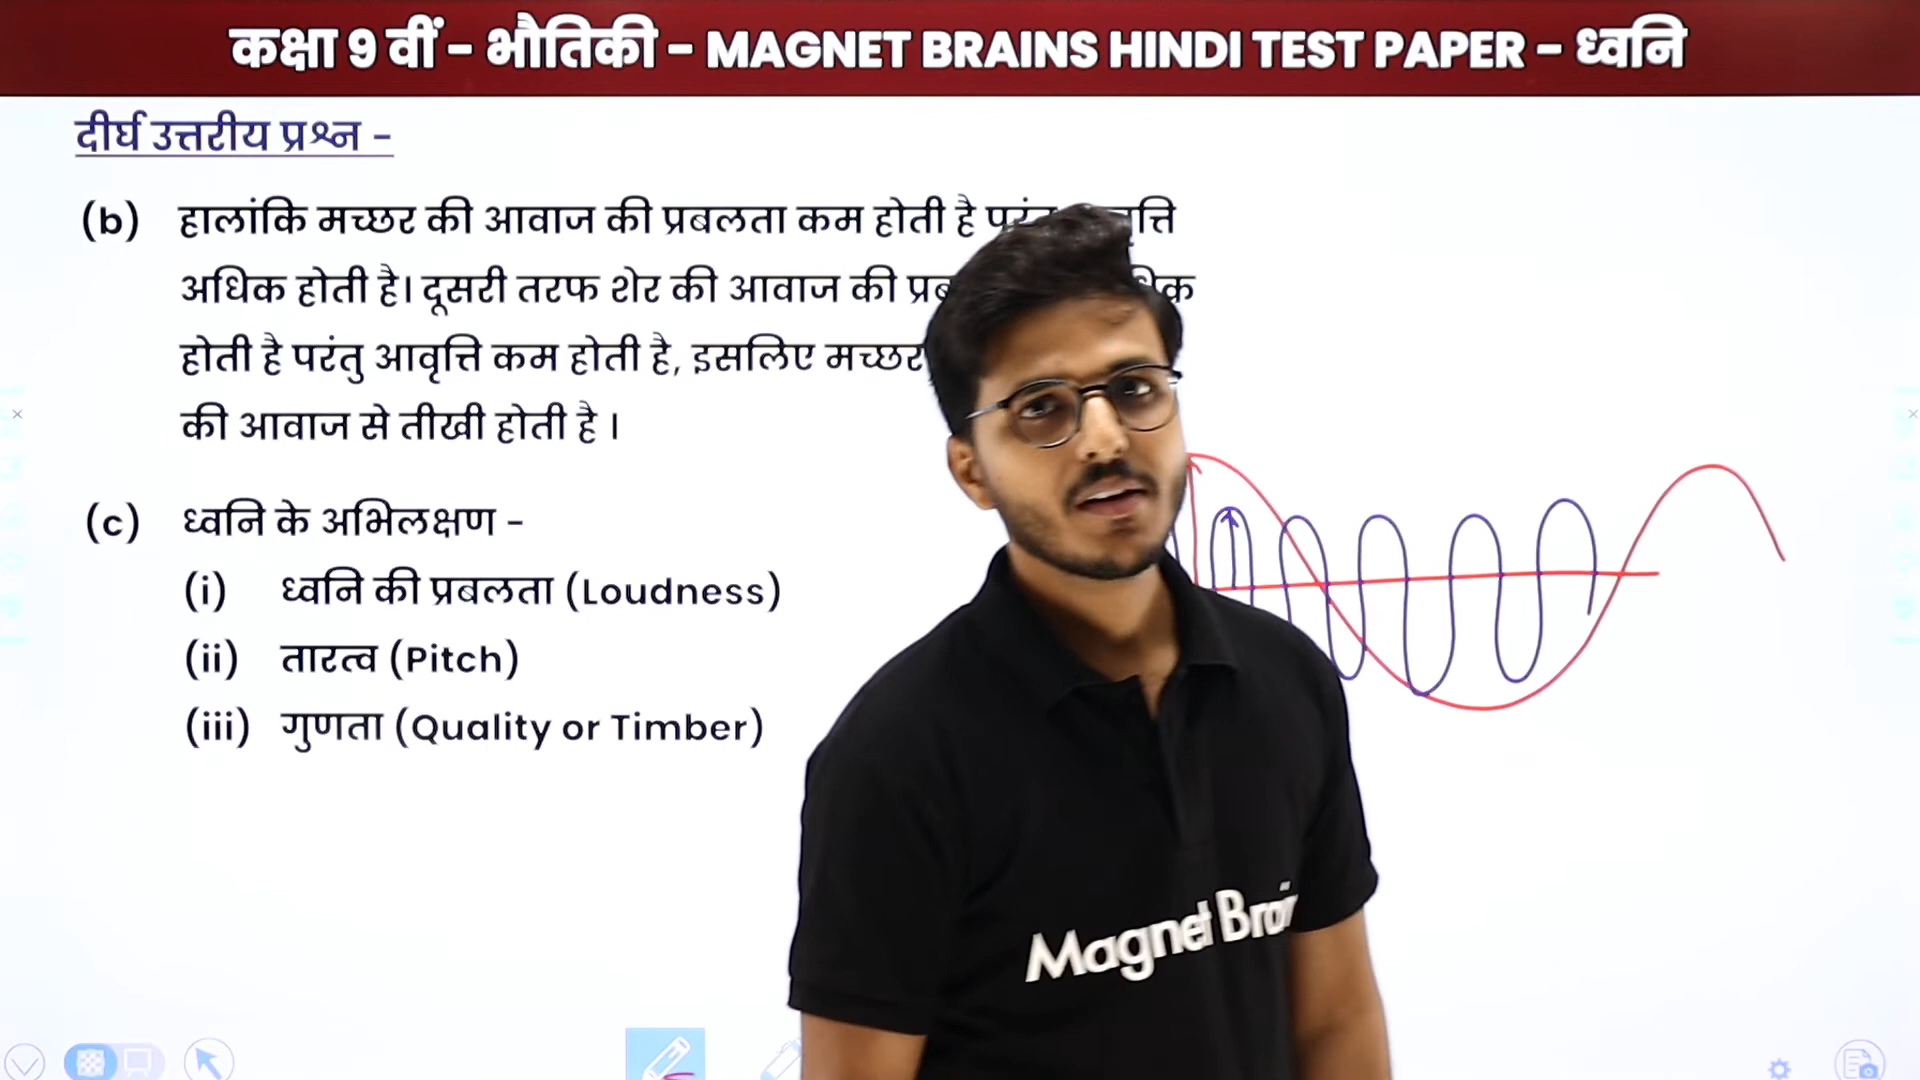 कक्षा 9 वीं – भौतिकी – MAGNET BRAINS HINDI TEST PAPER – ध्वनि
दीर्घ उत्तरीय प्रश्न –
(b) हालांकि मच्छर की आवाज की प्रबलता कम होती है
अधिक होती है। दूसरी तरफ शेर की आवाज की
होती है परंतु आवृत्ति कम होती है, इसलिए मच्छर
की आवाज से तीखी होती है ।
(c) ध्वनि के अभिलक्षण –
(i) ध्वनि की प्रबलता (Loudness)
(ii) तारत्व (Pitch)
(iii) गुणता (Quality or Timber)
Magnet